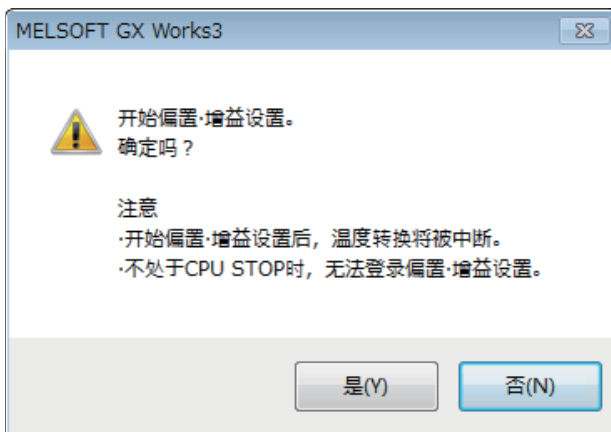 MELSOFT GX Works3
开始偏置·增益设置。
确定吗？
注意
·开始偏置·增益设置后，温度转换将被中断。
·不处于CPU STOP时，无法登录偏置·增益设置。
是(Y)
否(N)